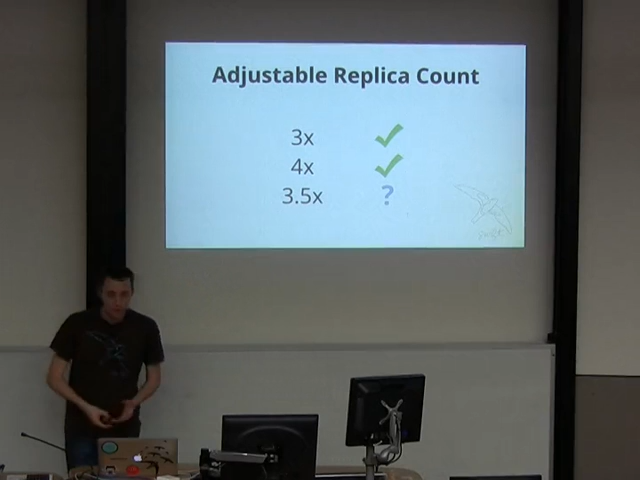 Adjustable Replica Count
3x ✓
4x ✓
3.5x ?